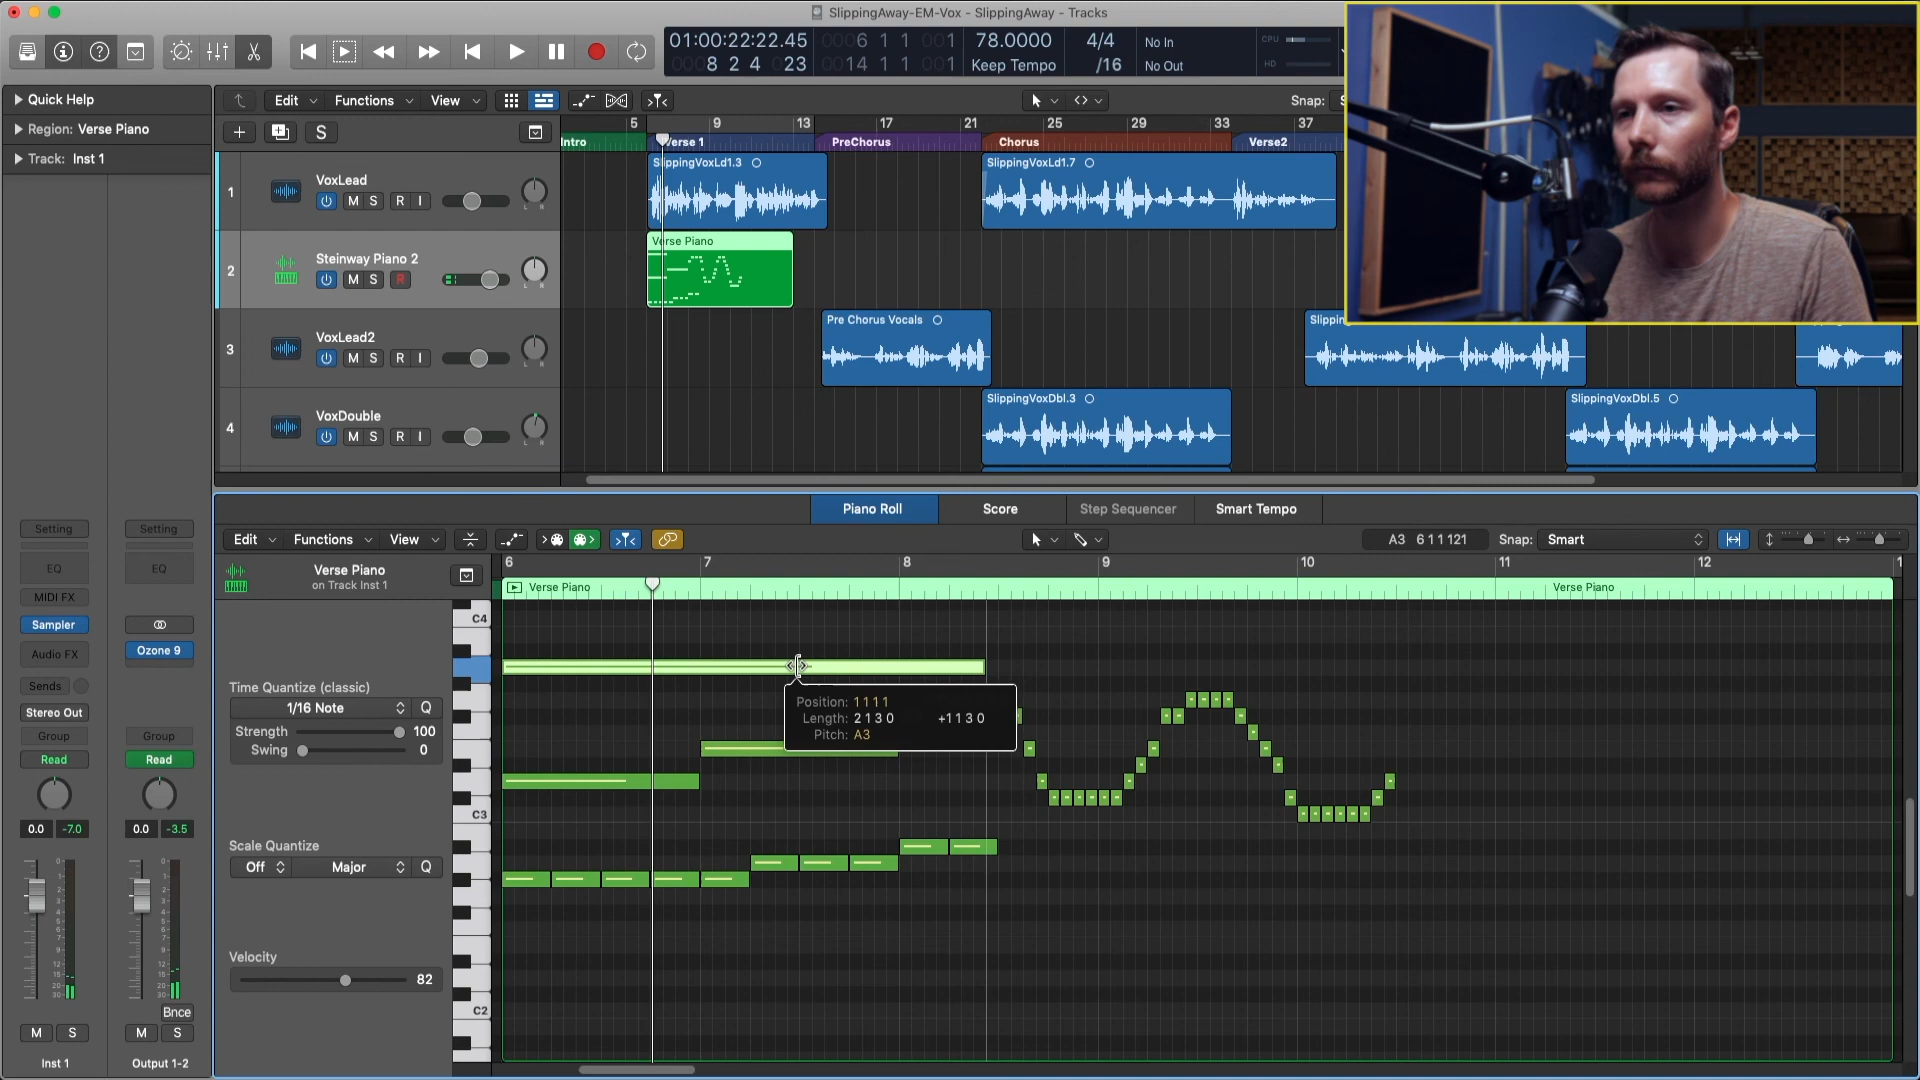 SlippingAway-EM-Vox - SlippingAway - Tracks
01:00:22:22.45
0006 1 1 001
78.0000
4/4
No In
CPU
0008 2 4 023
0014 1 1 001
Keep Tempo
/16
No Out
HD
Quick Help
Edit
Functions
View
Snap:
Region: Verse Piano
S
5 9 13 17 21 25 29 33 37
Intro
Verse 1
PreChorus
Chorus
Verse2
Track: Inst 1
1
VoxLead
M S R I
L R
SlippingVoxLd1.3
SlippingVoxLd1.7
2
Steinway Piano 2
M S R
L R
Verse Piano
3
VoxLead2
M S R I
L R
Pre Chorus Vocals
Slippin
4
VoxDouble
M S R I
L R
SlippingVoxDbl.3
SlippingVoxDbl.5
Piano Roll
Score
Step Sequencer
Smart Tempo
Edit
Functions
View
A3 6 1 1 121
Snap:
Smart
Verse Piano
on Track Inst 1
6 7 8 9 10 11 12 1
Verse Piano
Verse Piano
C4
C3
C2
Position: 1 1 1 1
Length: 2 1 3 0 +1 1 3 0
Pitch: A3
Time Quantize (classic)
1/16 Note
Q
Strength
100
Swing
0
Scale Quantize
Off
Major
Q
Velocity
82
Setting
Setting
EQ
EQ
MIDI FX
Sampler
Audio FX
Ozone 9
Sends
Stereo Out
Group
Group
Read
Read
0.0 -7.0
0.0 -3.5
Bnce
M S
M S
Inst 1
Output 1-2